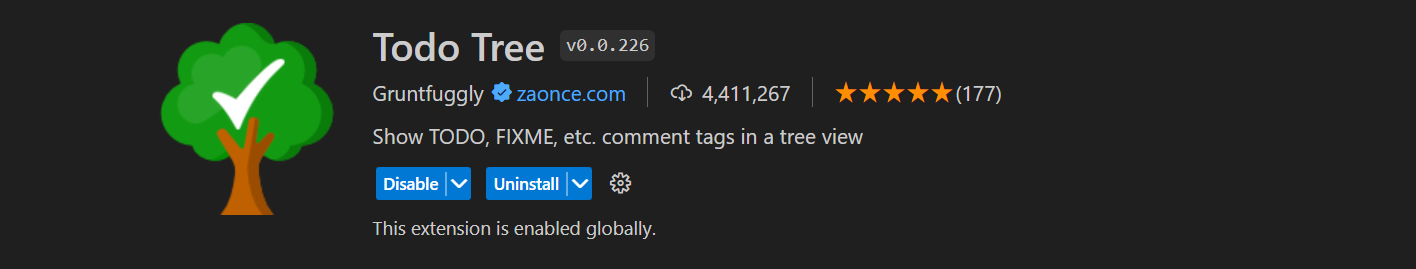 Todo Tree v0.0.226
Gruntfuggly zaonce.com 4,411,267 ★★★★★(177)
Show TODO, FIXME, etc. comment tags in a tree view
Disable Uninstall
This extension is enabled globally.